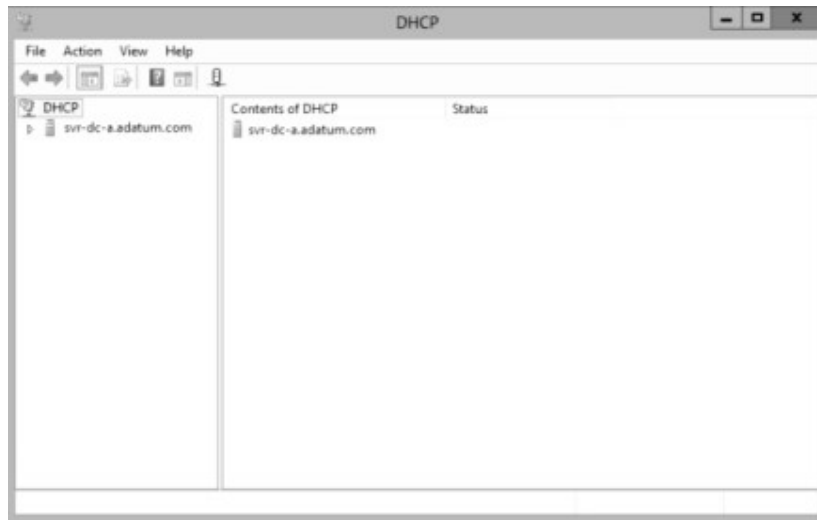 DHCP
File Action View Help
DHCP
svr-dc-a.adatum.com
Contents of DHCP Status
svr-dc-a.adatum.com